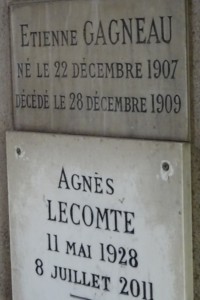 ETIENNE GAGNEAU
NÉ LE 22 DÉCEMBRE 1907
DÉCÉDÉ LE 28 DÉCEMBRE 1909
AGNÈS
LECOMTE
11 MAI 1928
8 JUILLET 2011